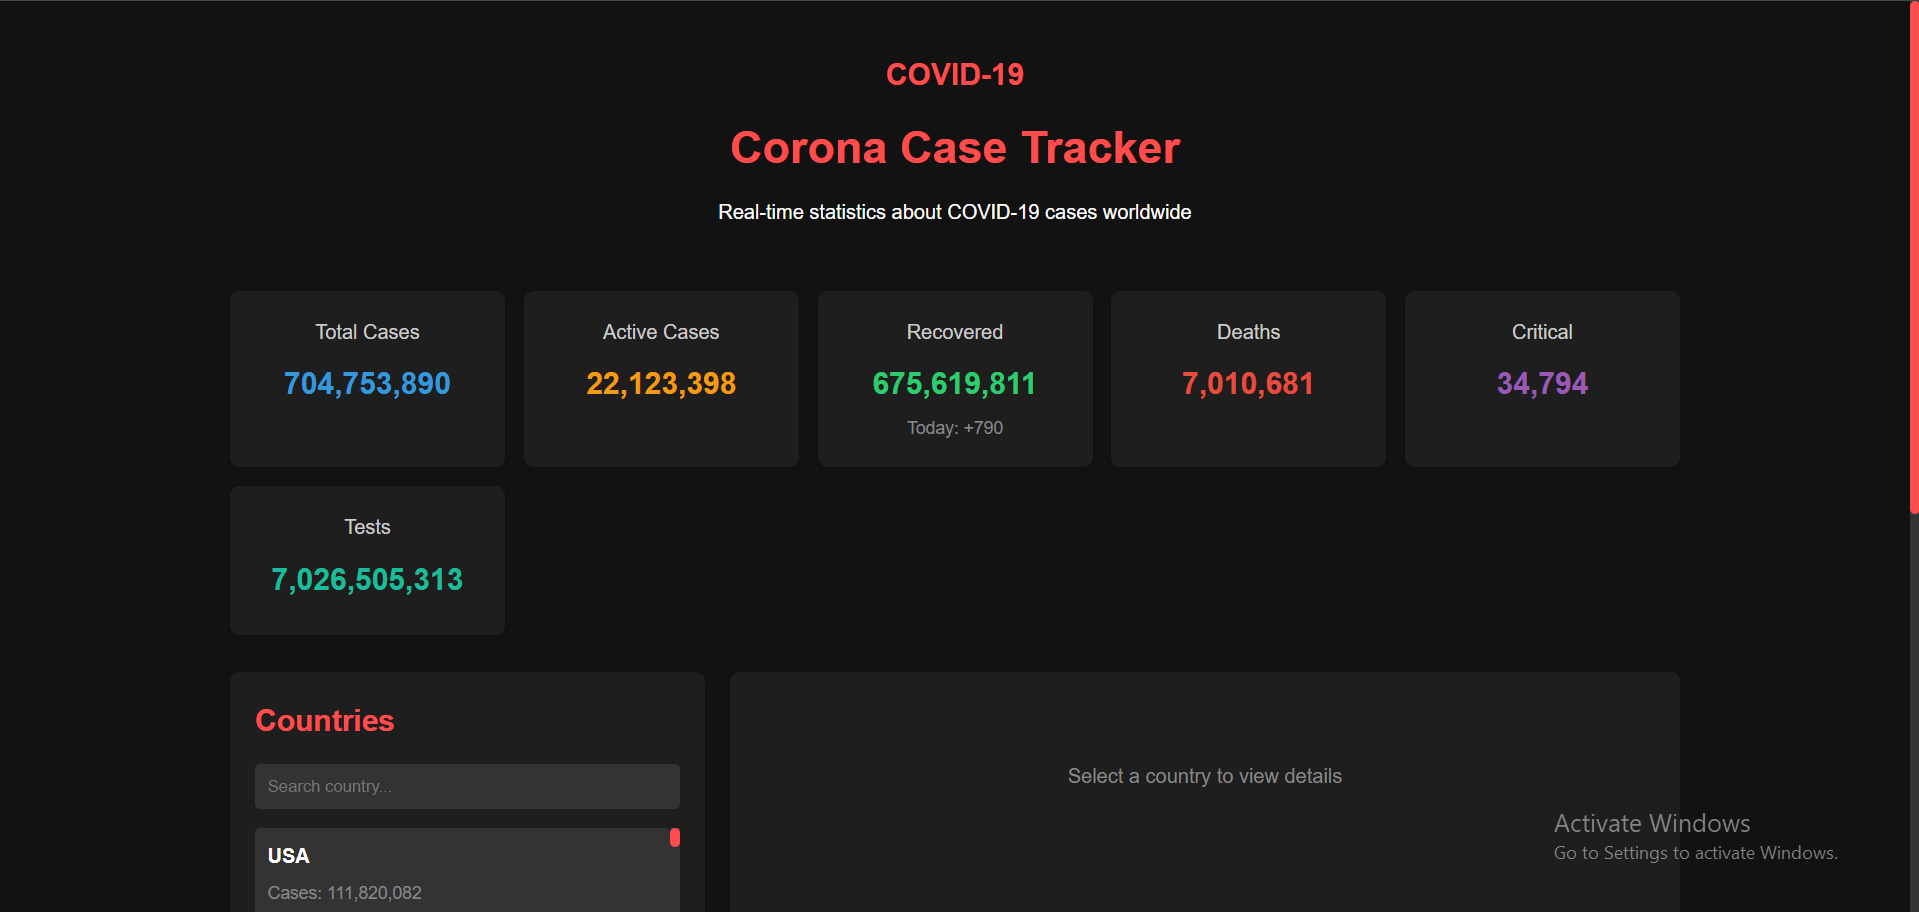 COVID-19
Corona Case Tracker
Real-time statistics about COVID-19 cases worldwide
Total Cases
704,753,890
Active Cases
22,123,398
Recovered
675,619,811
Today: +790
Deaths
7,010,681
Critical
34,794
Tests
7,026,505,313
Countries
Search country...
USA
Cases: 111,820,082
Select a country to view details
Activate Windows
Go to Settings to activate Windows.